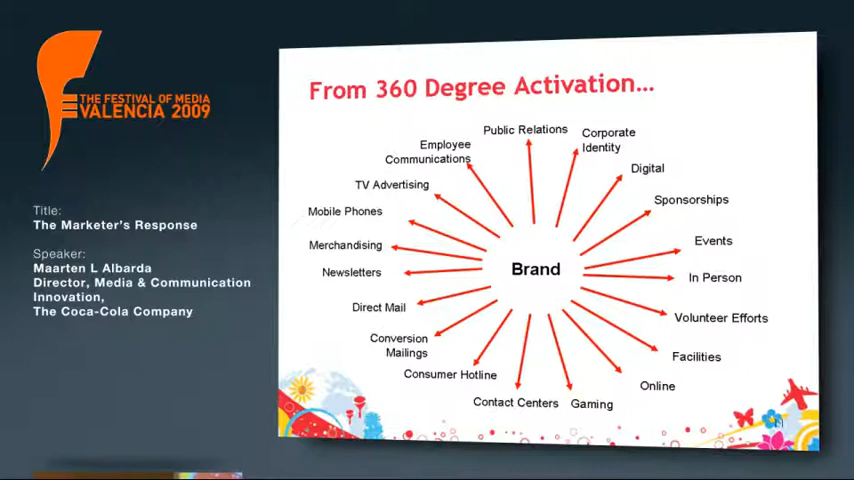 THE FESTIVAL OF MEDIA
VALENCIA 2009
Title:
The Marketer's Response
Speaker:
Maarten L Albarda
Director, Media & Communication
Innovation,
The Coca-Cola Company
From 360 Degree Activation...
Public Relations
Corporate
Identity
Digital
Sponsorships
Events
In Person
Volunteer Efforts
Facilities
Online
Gaming
Contact Centers
Consumer Hotline
Conversion
Mailings
Direct Mail
Newsletters
Merchandising
Mobile Phones
TV Advertising
Employee
Communications
Brand